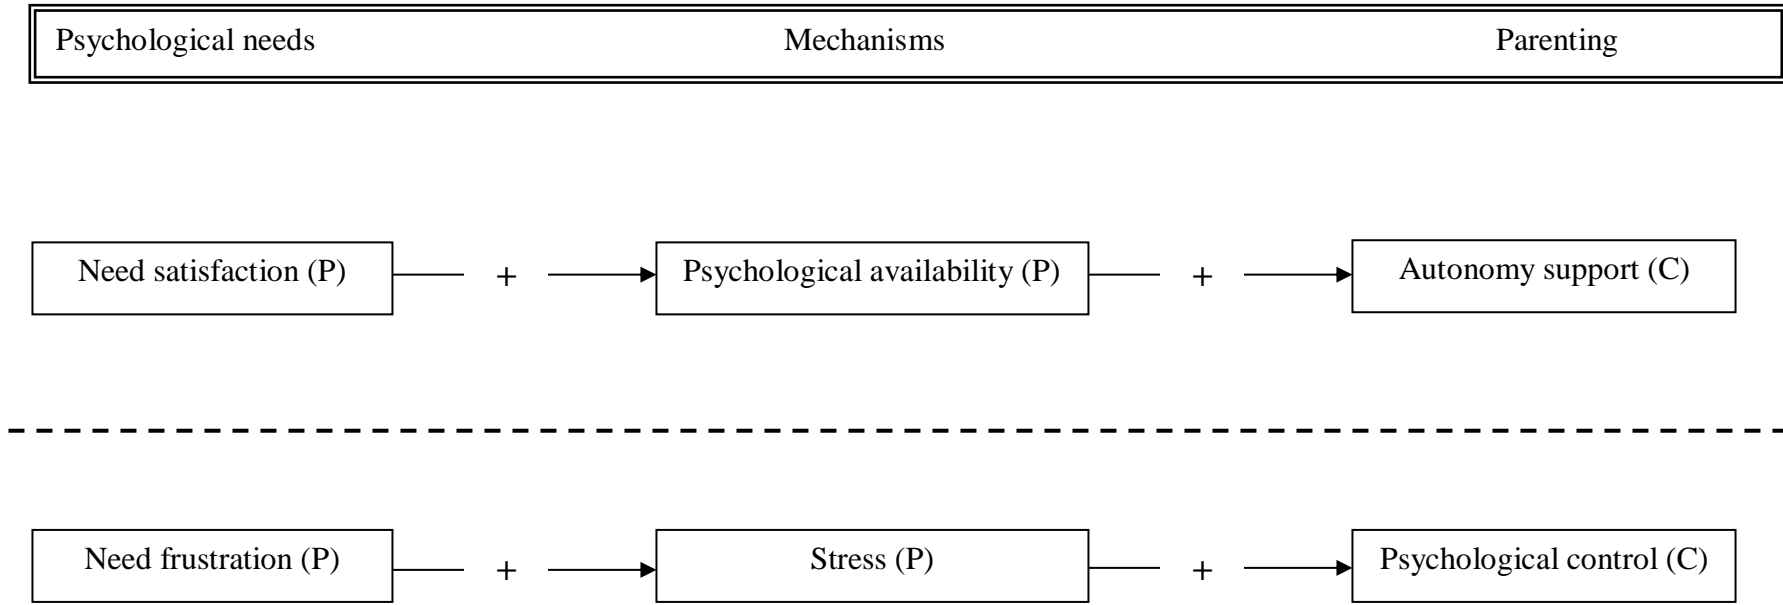 Psychological needs Mechanisms Parenting
Need satisfaction (P) + Psychological availability (P) + Autonomy support (C)
Need frustration (P) + Stress (P) + Psychological control (C)